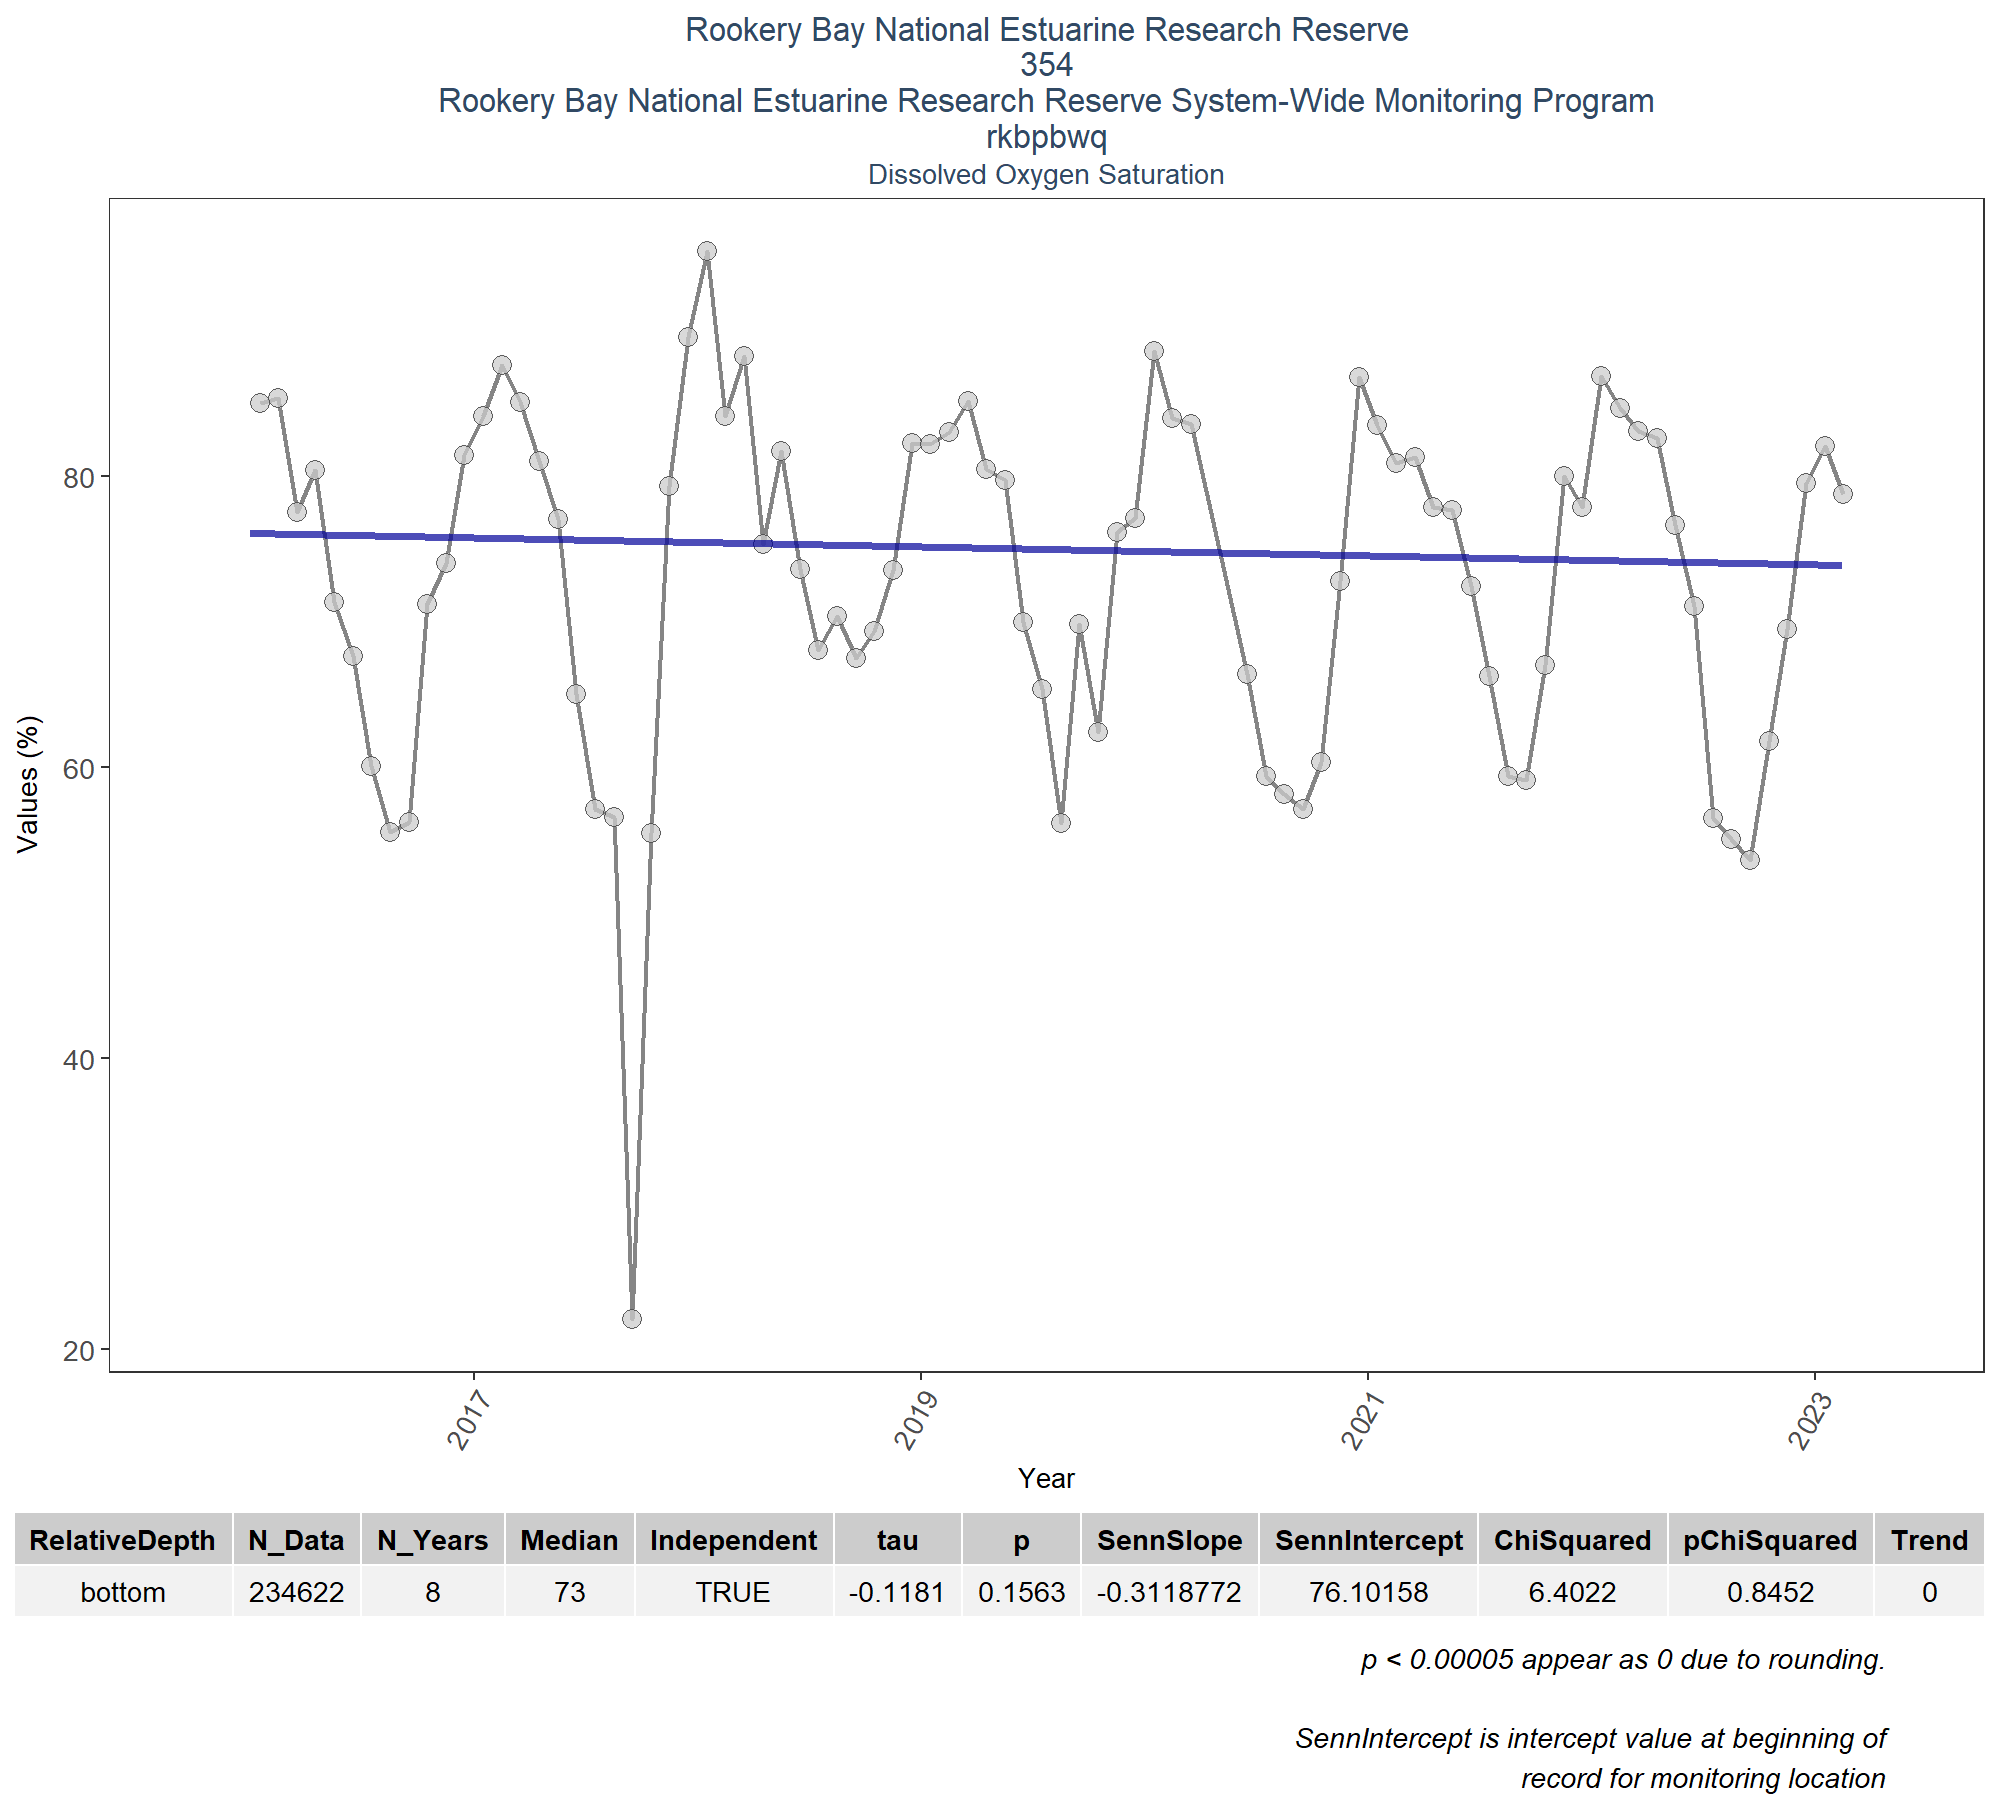 Rookery Bay National Estuarine Research Reserve
354
Rookery Bay National Estuarine Research Reserve System-Wide Monitoring Program
rkbpbwq
Dissolved Oxygen Saturation
Values (%)
80
60
40
20
2017 2019 2021 2023
Year
RelativeDepth N_Data N_Years Median Independent tau p SennSlope SennIntercept ChiSquared pChiSquared Trend
bottom 234622 8 73 TRUE -0.1181 0.1563 -0.3118772 76.10158 6.4022 0.8452 0
p < 0.00005 appear as 0 due to rounding.
SennIntercept is intercept value at beginning of
record for monitoring location